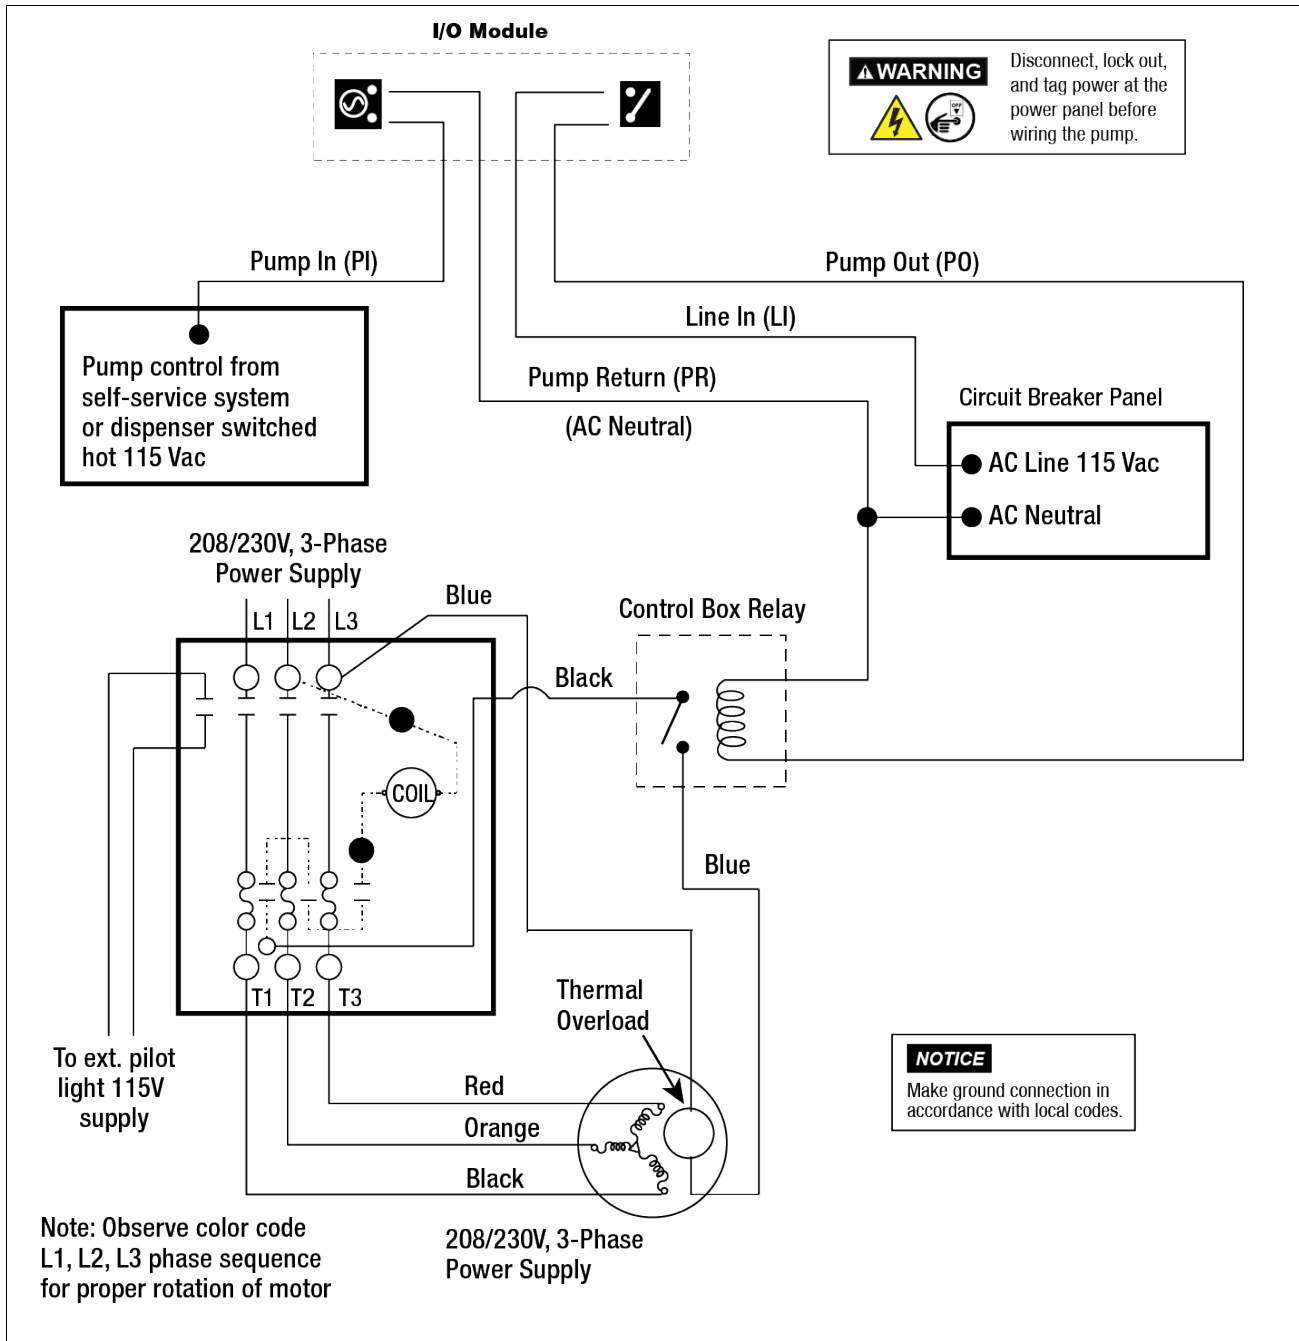 I/O Module
WARNING
Disconnect, lock out,
and tag power at the
power panel before
wiring the pump.
OFF
Pump In (PI)
Pump Out (PO)
Line In (LI)
Pump Return (PR)
(AC Neutral)
Pump control from
self-service system
or dispenser switched
hot 115 Vac
Circuit Breaker Panel
AC Line 115 Vac
AC Neutral
208/230V, 3-Phase
Power Supply
L1 L2 L3
Blue
Control Box Relay
Black
COIL
Blue
T1 T2 T3
Thermal
Overload
To ext. pilot
light 115V
supply
NOTICE
Make ground connection in
accordance with local codes.
Red
Orange
Black
Note: Observe color code
L1, L2, L3 phase sequence
for proper rotation of motor
208/230V, 3-Phase
Power Supply